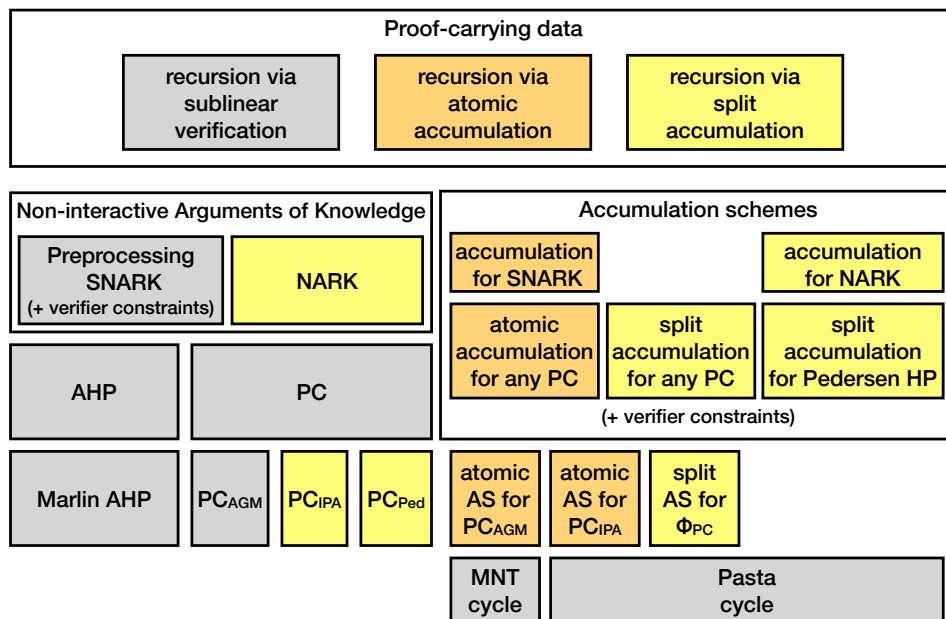 Proof-carrying data
recursion via
sublinear
verification
recursion via
atomic
accumulation
recursion via
split
accumulation
Non-interactive Arguments of Knowledge
Preprocessing
SNARK
(+ verifier constraints)
NARK
Accumulation schemes
accumulation
for SNARK
accumulation
for NARK
atomic
accumulation
for any PC
split
accumulation
for any PC
split
accumulation
for Pedersen HP
(+ verifier constraints)
AHP
PC
Marlin AHP
PCAGM
PCIPA
PCPed
atomic
AS for
PCAGM
atomic
AS for
PCIPA
split
AS for
ΦPC
MNT
cycle
Pasta
cycle